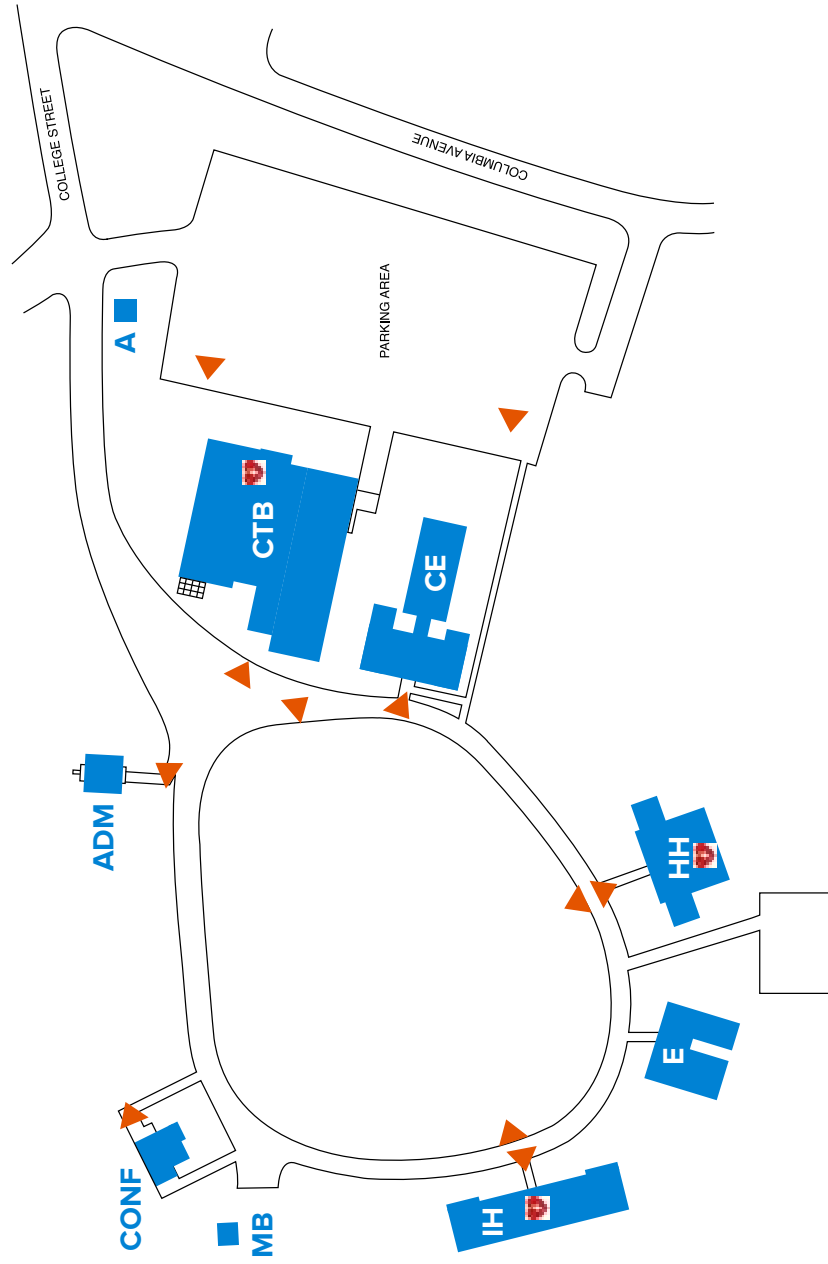 COLLEGE STREET
COLUMBIA AVENUE
PARKING AREA
A
CTB
CE
ADM
HH
E
CONF
MB
IH